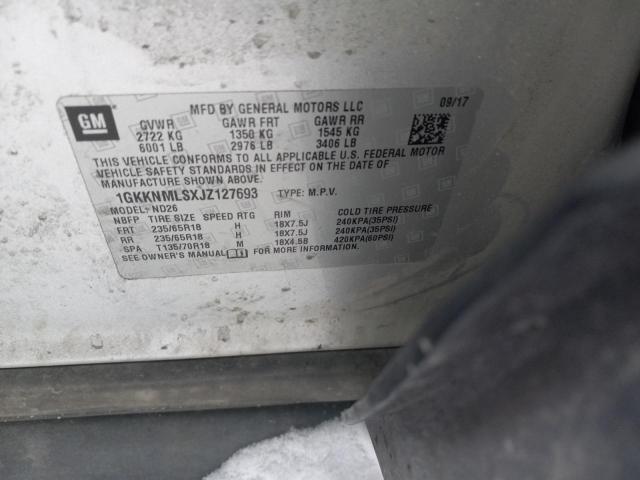 GM
MFD BY GENERAL MOTORS LLC 09/17
GVWR GAWR FRT GAWR RR
2722 KG 1350 KG 1545 KG
6001 LB 2976 LB 3406 LB
THIS VEHICLE CONFORMS TO ALL APPLICABLE U.S. FEDERAL MOTOR
VEHICLE SAFETY STANDARDS IN EFFECT ON THE DATE OF
MANUFACTURE SHOWN ABOVE.
1GKKNMLSXJZ127693 TYPE: M.P.V.
MODEL: ND26
NBFP TIRE SIZE SPEED RTG RIM COLD TIRE PRESSURE
FRT 235/65R18 H 18X7.5J 240KPA(35PSI)
RR 235/65R18 H 18X7.5J 240KPA(35PSI)
SPA T135/70R18 M 18X4.5B 420KPA(60PSI)
SEE OWNER'S MANUAL